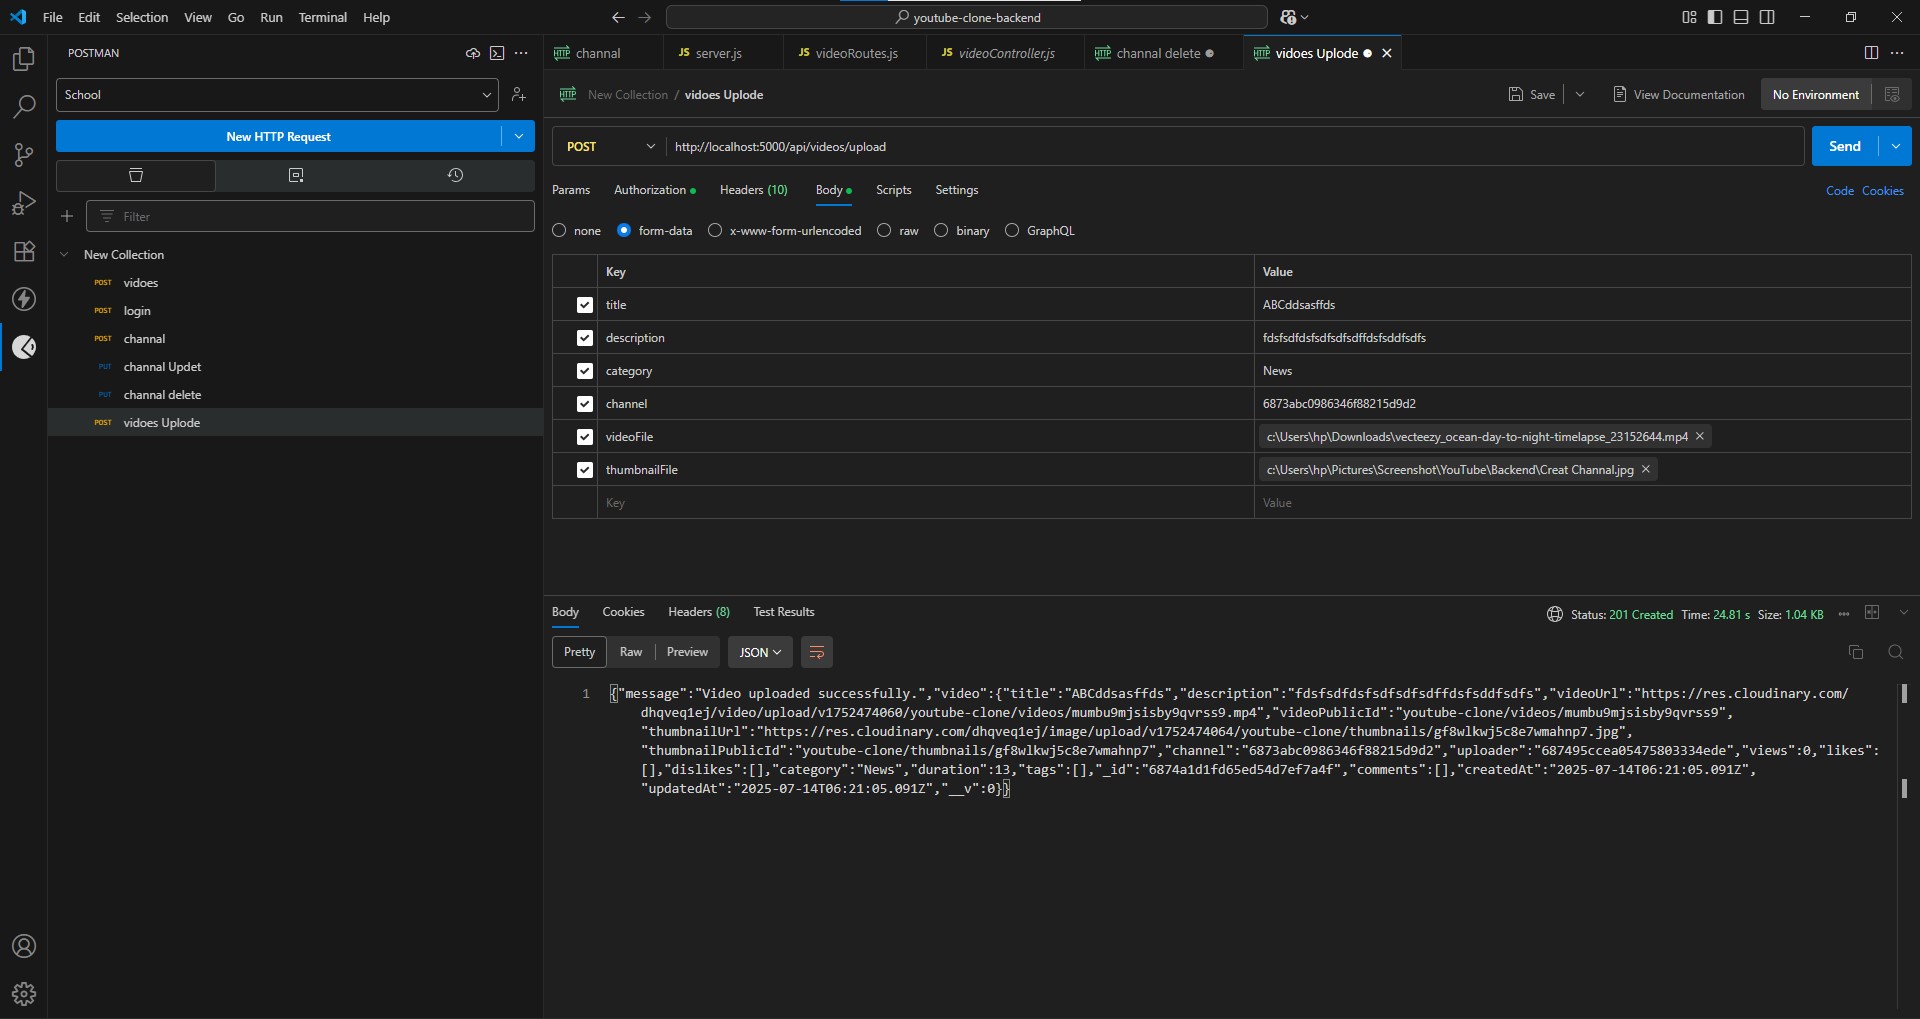 File Edit Selection View Go Run Terminal Help
youtube-clone-backend
POSTMAN
School
New HTTP Request
Filter
New Collection
POST vidoes
POST login
POST channal
PUT channal Updet
PUT channal delete
POST vidoes Uplode
HTTP channal
JS server.js
JS videoRoutes.js
JS videoController.js
HTTP channal delete
HTTP vidoes Uplode
HTTP New Collection / vidoes Uplode
Save View Documentation No Environment
POST http://localhost:5000/api/videos/upload Send
Params Authorization Headers (10) Body Scripts Settings Code Cookies
none form-data x-www-form-urlencoded raw binary GraphQL
Key Value
title ABCddsasffds
description fdsfsdfdsfsdfsdfsdffdsfsddfsdfs
category News
channel 6873abc0986346f88215d9d2
videoFile c:\Users\hp\Downloads\vecteezy_ocean-day-to-night-timelapse_23152644.mp4
thumbnailFile c:\Users\hp\Pictures\Screenshot\YouTube\Backend\Creat Channal.jpg
Key Value
Body Cookies Headers (8) Test Results Status: 201 Created Time: 24.81 s Size: 1.04 KB
Pretty Raw Preview JSON
1 {"message":"Video uploaded successfully.","video":{"title":"ABCddsasffds","description":"fdsfsdfdsfsdfsdfsdffdsfsddfsdfs","videoUrl":"https://res.cloudinary.com/
dhqveq1ej/video/upload/v1752474060/youtube-clone/videos/mumbu9mjsisby9qvrss9.mp4","videoPublicId":"youtube-clone/videos/mumbu9mjsisby9qvrss9",
"thumbnailUrl":"https://res.cloudinary.com/dhqveq1ej/image/upload/v1752474064/youtube-clone/thumbnails/gf8wlkwj5c8e7wmahnp7.jpg",
"thumbnailPublicId":"youtube-clone/thumbnails/gf8wlkwj5c8e7wmahnp7","channel":"6873abc0986346f88215d9d2","uploader":"687495ccea05475803334ede","views":0,"likes":
[],"dislikes":[],"category":"News","duration":13,"tags":[],"_id":"6874a1d1fd65ed54d7ef7a4f","comments":[],"createdAt":"2025-07-14T06:21:05.091Z",
"updatedAt":"2025-07-14T06:21:05.091Z","__v":0}}